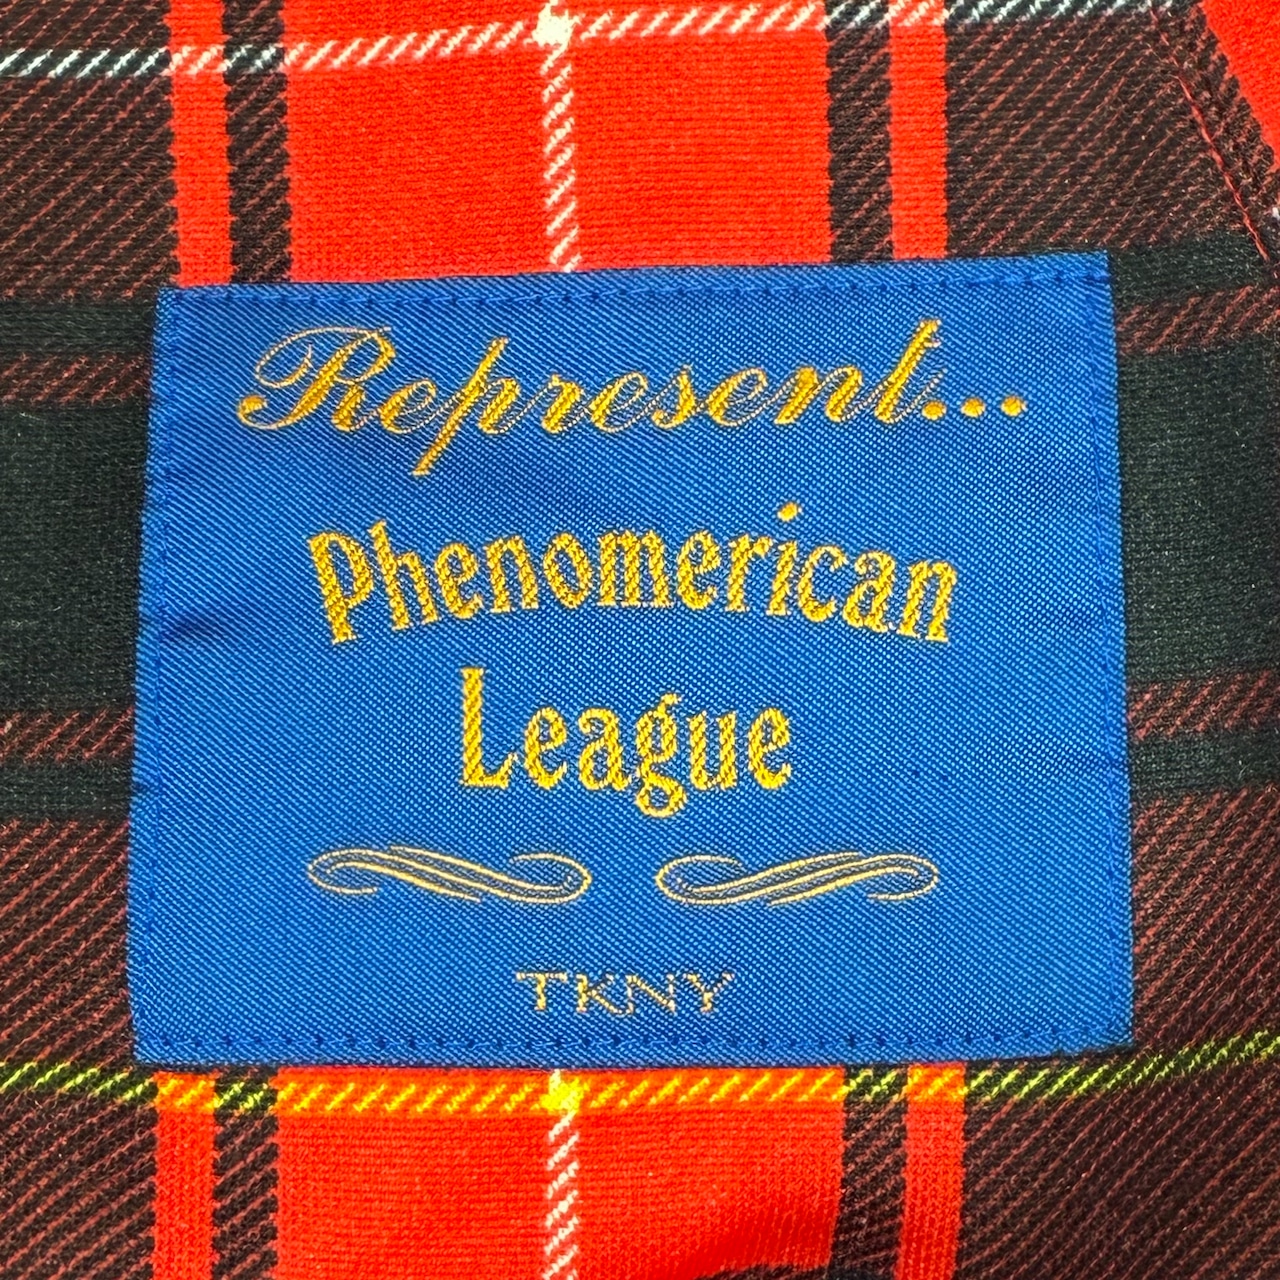 Represent...
Phenomerican
League
TKNY